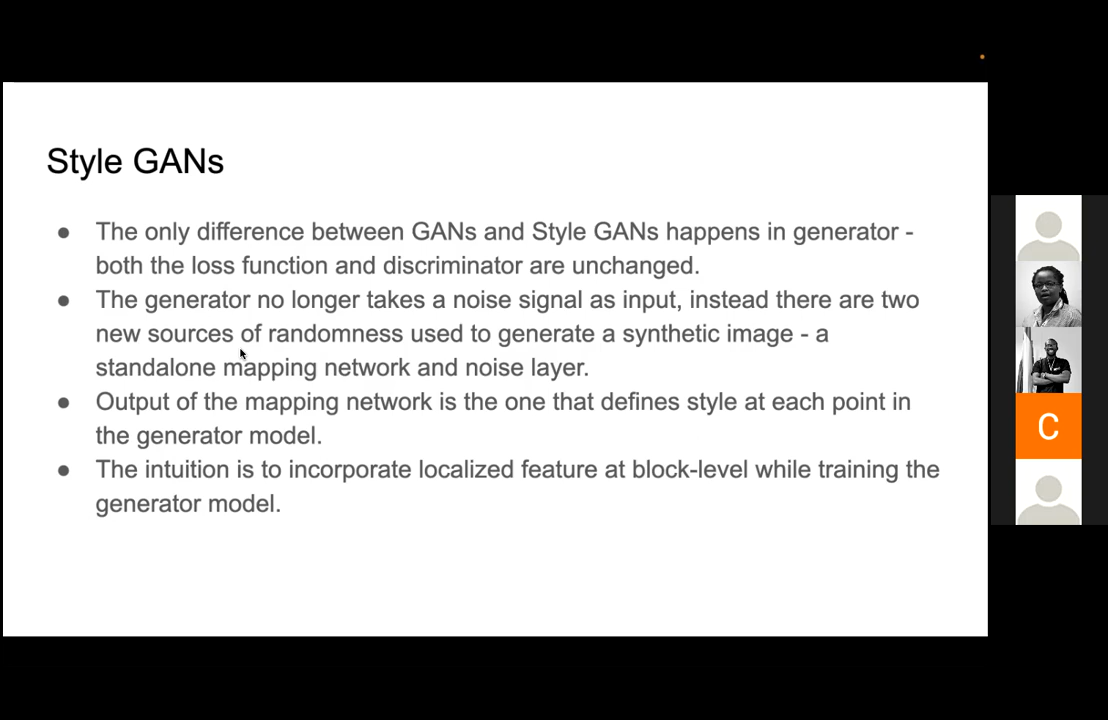 Style GANs
● The only difference between GANs and Style GANs happens in generator -
both the loss function and discriminator are unchanged.
● The generator no longer takes a noise signal as input, instead there are two
new sources of randomness used to generate a synthetic image - a
standalone mapping network and noise layer.
● Output of the mapping network is the one that defines style at each point in
the generator model.
● The intuition is to incorporate localized feature at block-level while training the
generator model.
C